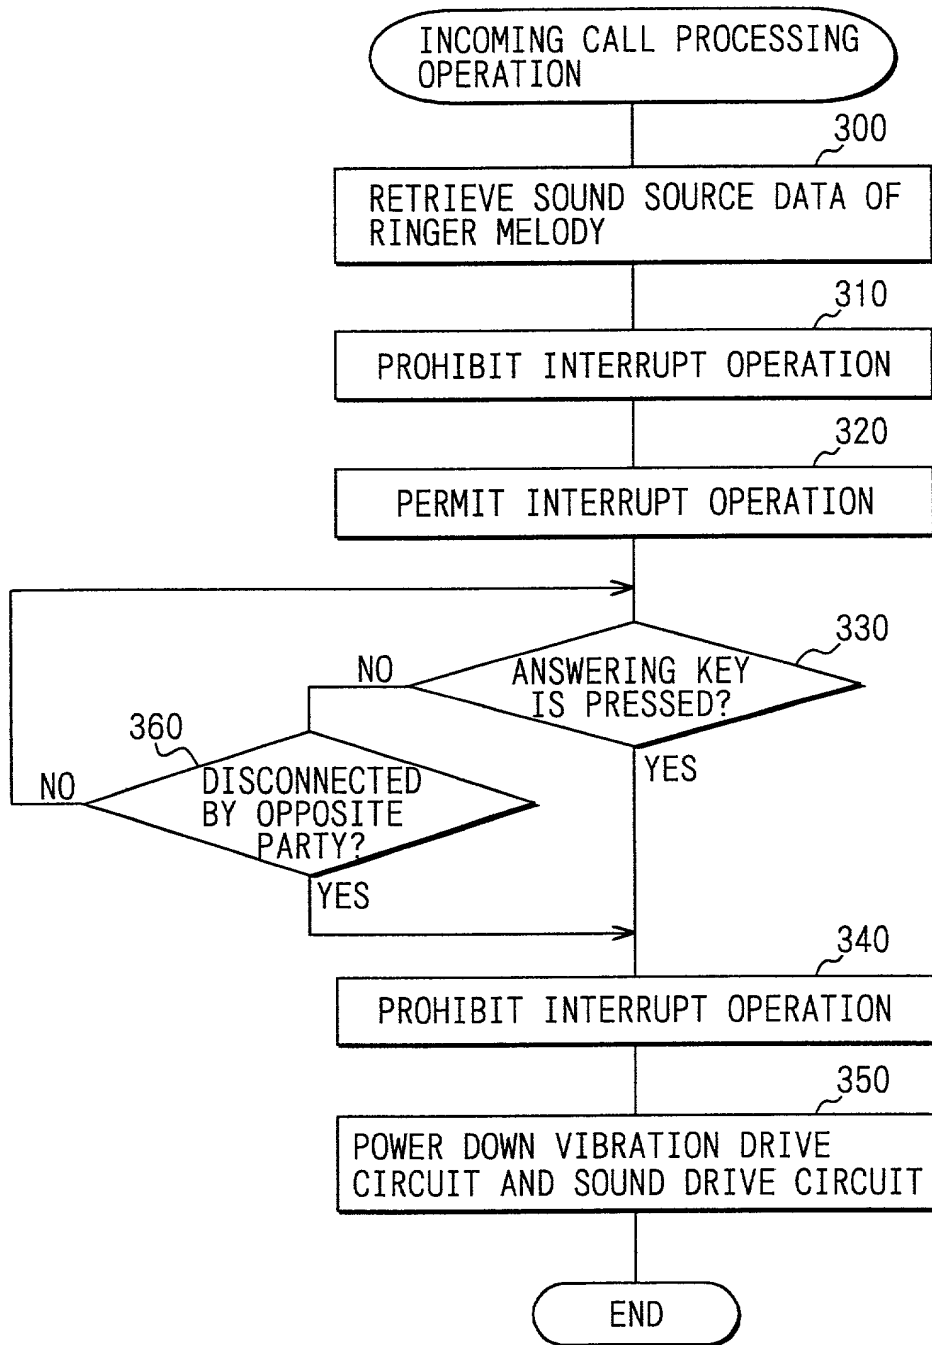 INCOMING CALL PROCESSING
OPERATION
300
RETRIEVE SOUND SOURCE DATA OF
RINGER MELODY
310
PROHIBIT INTERRUPT OPERATION
320
PERMIT INTERRUPT OPERATION
330
ANSWERING KEY
IS PRESSED?
NO
YES
360
DISCONNECTED
BY OPPOSITE
PARTY?
NO
YES
340
PROHIBIT INTERRUPT OPERATION
350
POWER DOWN VIBRATION DRIVE
CIRCUIT AND SOUND DRIVE CIRCUIT
END